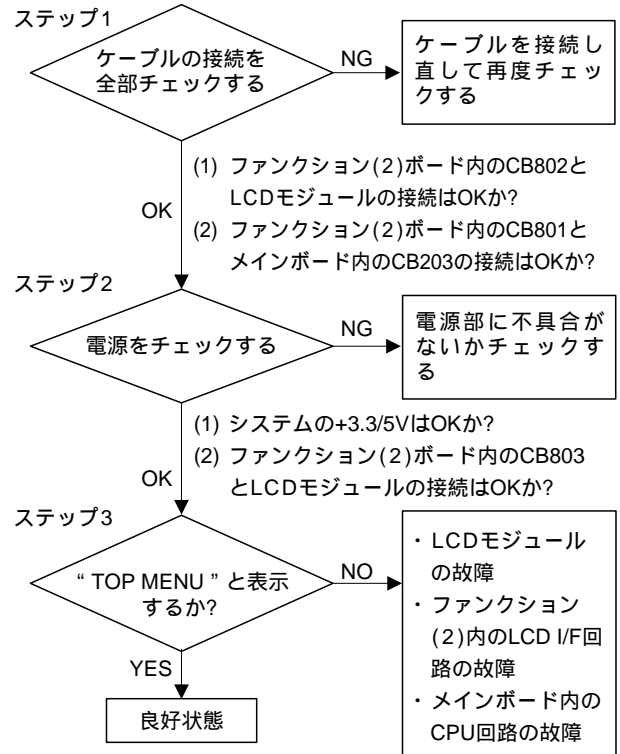 ステップ1
ケーブルの接続を
全部チェックする
NG
ケーブルを接続し
直して再度チェッ
クする
OK
(1) ファンクション(2)ボード内のCB802と
LCDモジュールの接続はOKか?
(2) ファンクション(2)ボード内のCB801と
メインボード内のCB203の接続はOKか?
ステップ2
電源をチェックする
NG
電源部に不具合が
ないかチェックす
る
OK
(1) システムの+3.3/5VはOKか?
(2) ファンクション(2)ボード内のCB803
とLCDモジュールの接続はOKか?
ステップ3
“ TOP MENU ” と表示
するか?
NO
・LCDモジュール
の故障
・ファンクション
(2)内のLCD I/F回
路の故障
・メインボード内の
CPU回路の故障
YES
良好状態